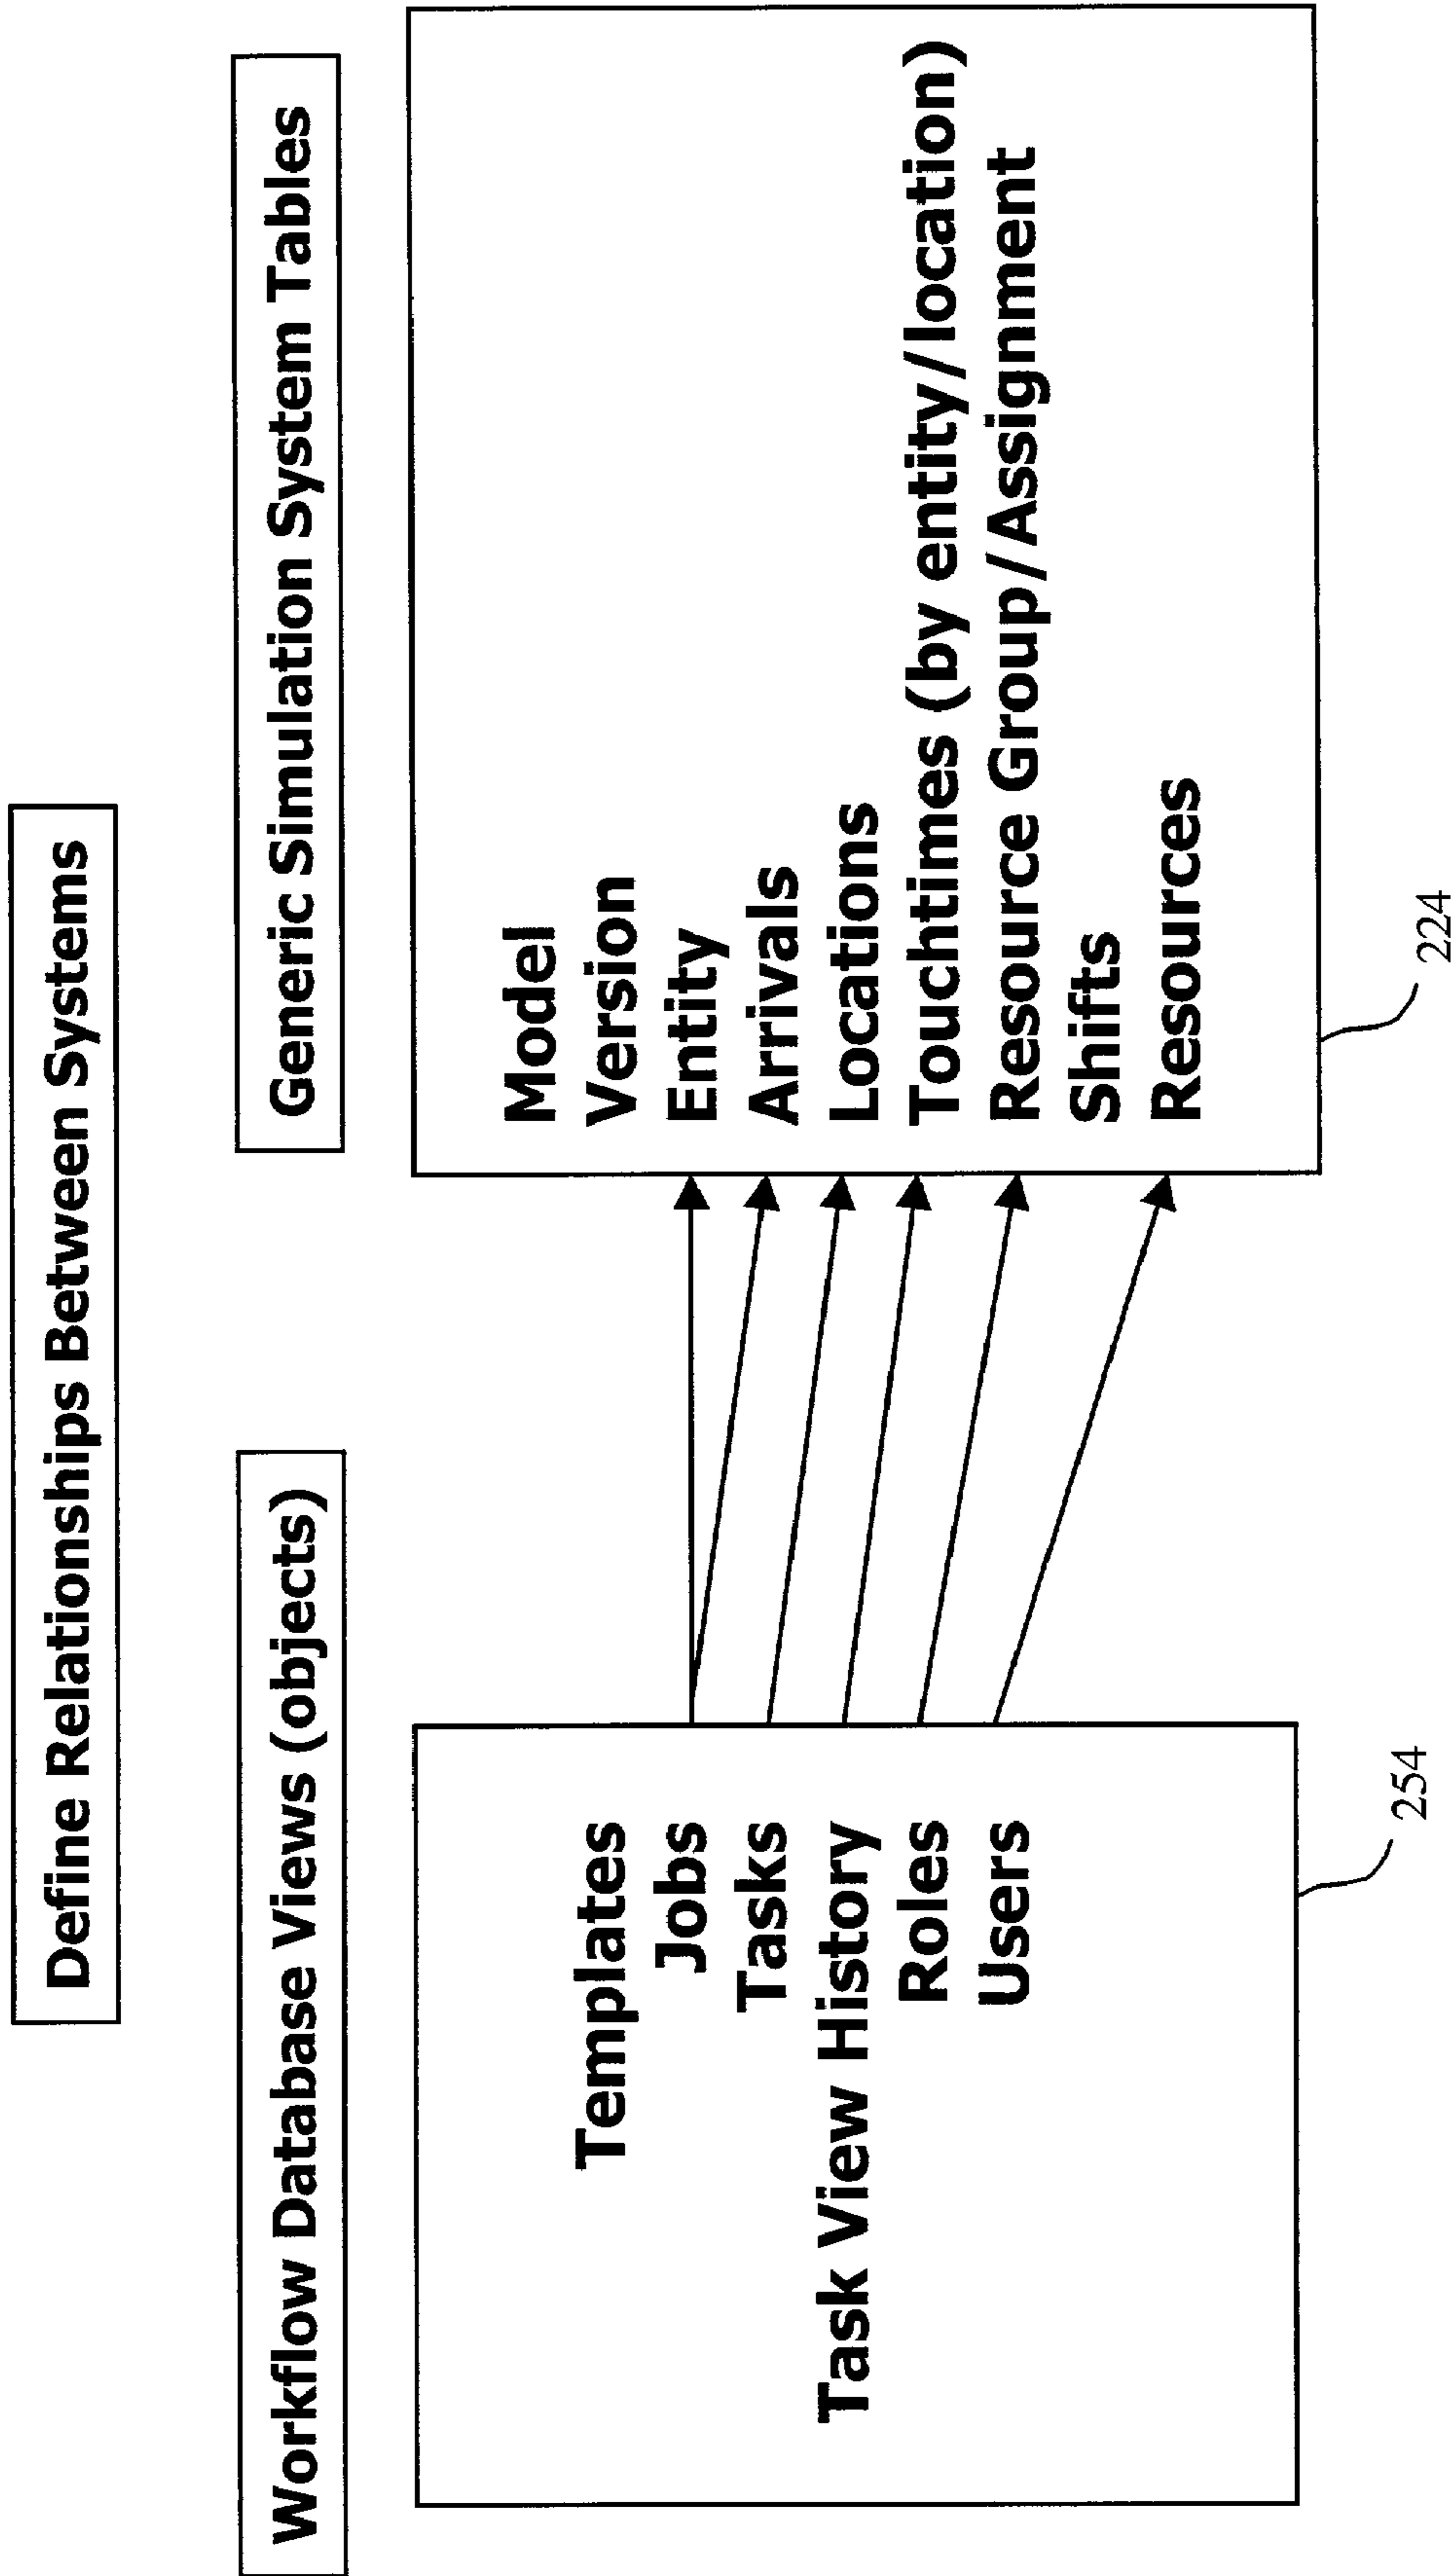 Define Relationships Between Systems
Workflow Database Views (objects)
Generic Simulation System Tables
Templates
Jobs
Tasks
Task View History
Roles
Users
254
Model
Version
Entity
Arrivals
Locations
Touchtimes (by entity/location)
Resource Group/Assignment
Shifts
Resources
224